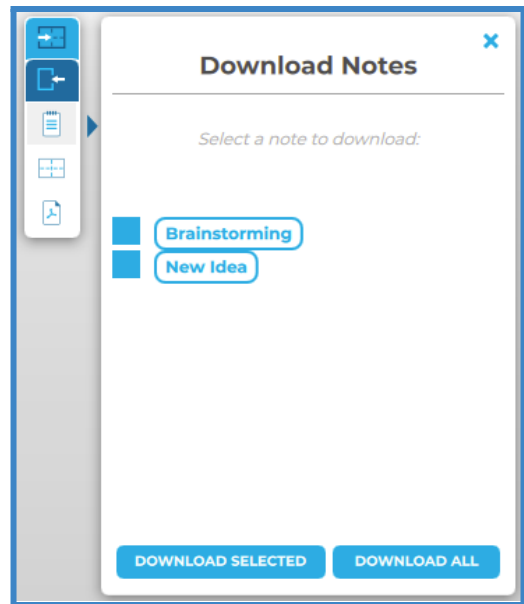 Download Notes
Select a note to download:
Brainstorming
New Idea
DOWNLOAD SELECTED DOWNLOAD ALL